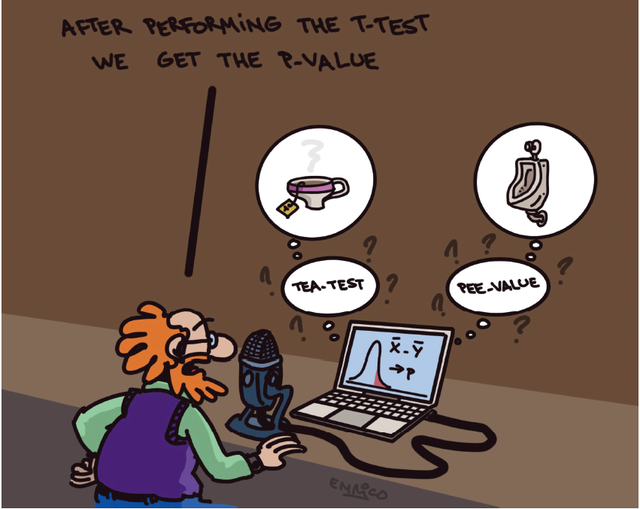 AFTER PERFORMING THE T-TEST
WE GET THE P-VALUE
TEA-TEST
PEE-VALUE
X̄-Ȳ
→P
ENRICO